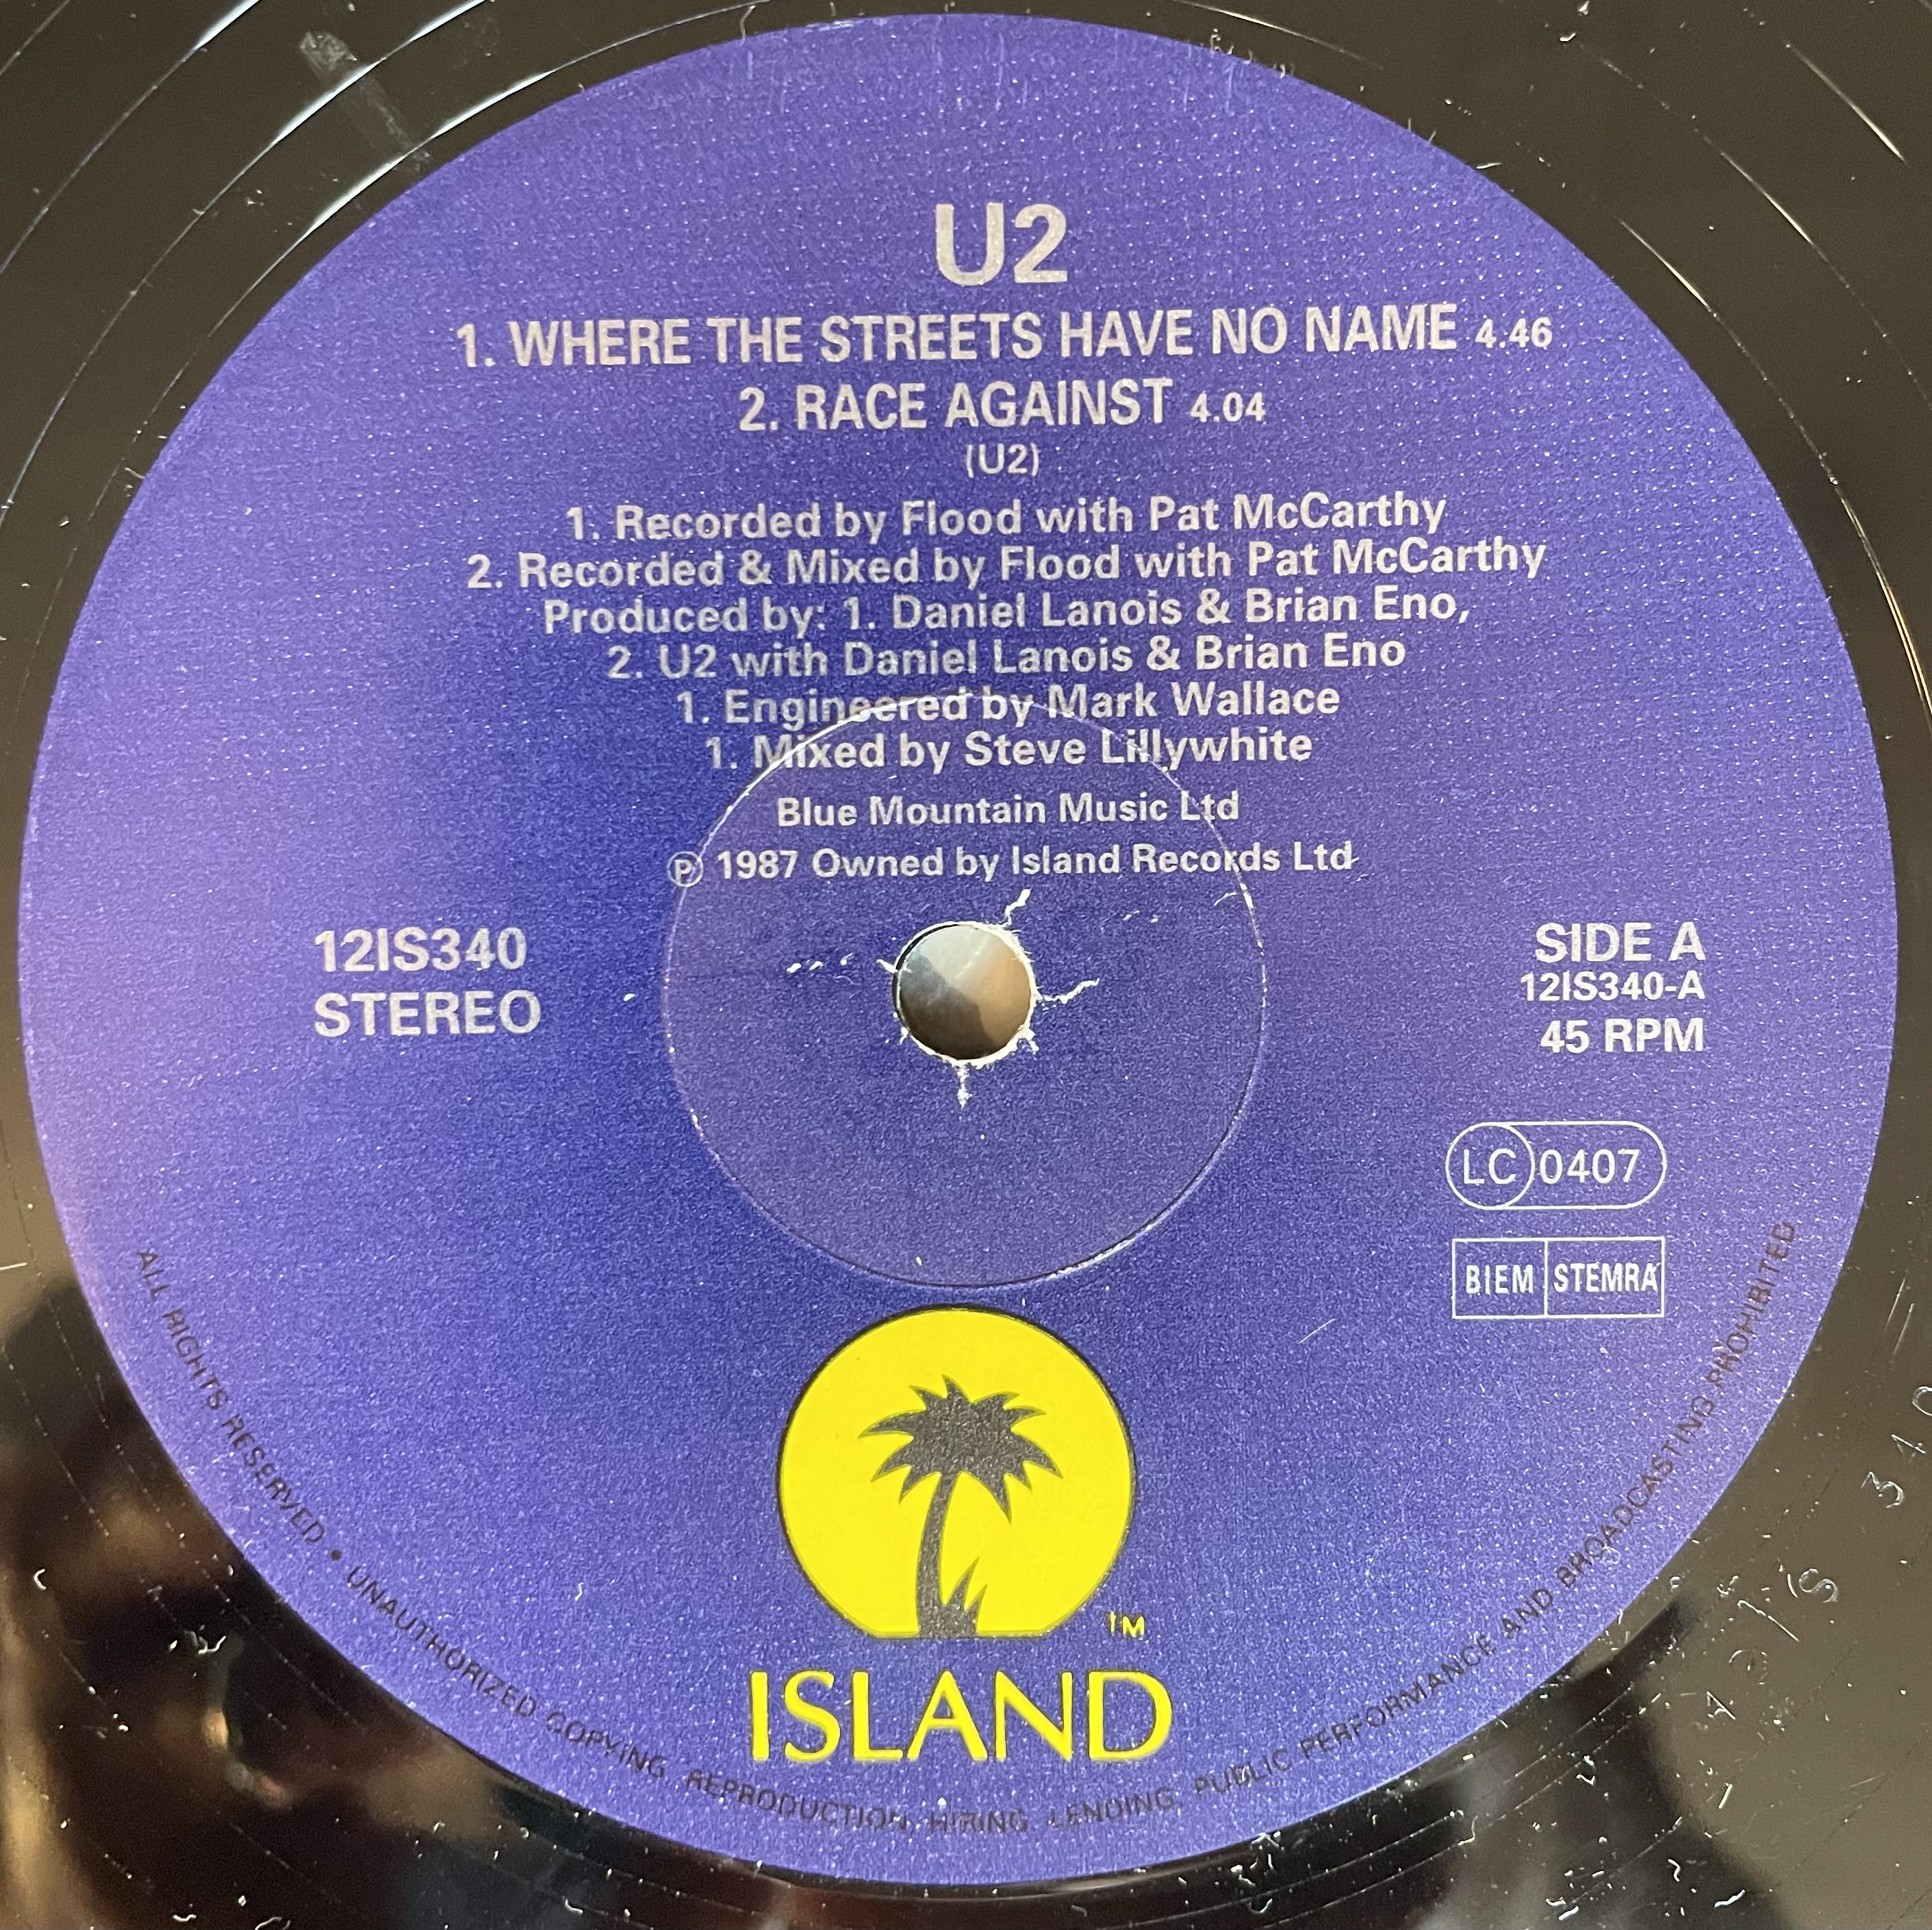 U2
1. WHERE THE STREETS HAVE NO NAME 4.46
2. RACE AGAINST 4.04
(U2)
1. Recorded by Flood with Pat McCarthy
2. Recorded & Mixed by Flood with Pat McCarthy
Produced by: 1. Daniel Lanois & Brian Eno,
2. U2 with Daniel Lanois & Brian Eno
1. Engineered by Mark Wallace
1. Mixed by Steve Lillywhite
Blue Mountain Music Ltd
℗ 1987 Owned by Island Records Ltd
12IS340
STEREO
SIDE A
12IS340-A
45 RPM
LC 0407
BIEM STEMRA
TM
ISLAND
ALL RIGHTS RESERVED • UNAUTHORIZED COPYING, REPRODUCTION, HIRING, LENDING, PUBLIC PERFORMANCE AND BROADCASTING PROHIBITED